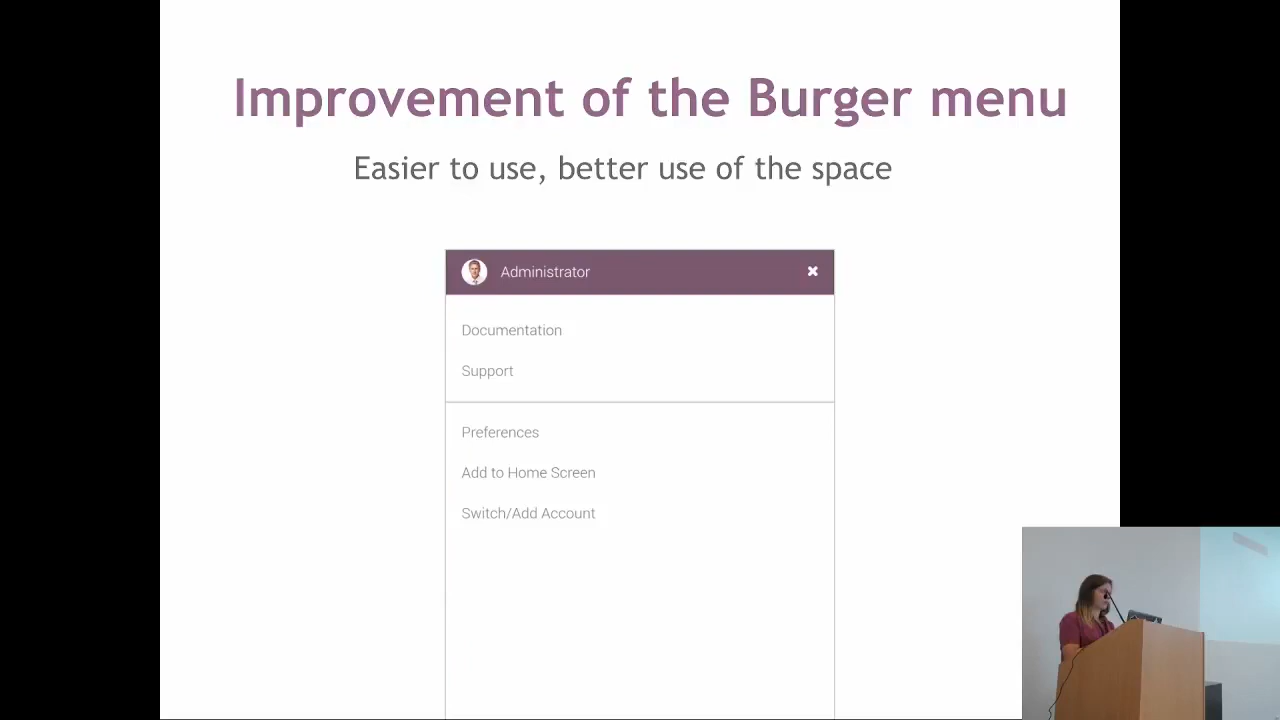 Improvement of the Burger menu
Easier to use, better use of the space
Administrator
Documentation
Support
Preferences
Add to Home Screen
Switch/Add Account